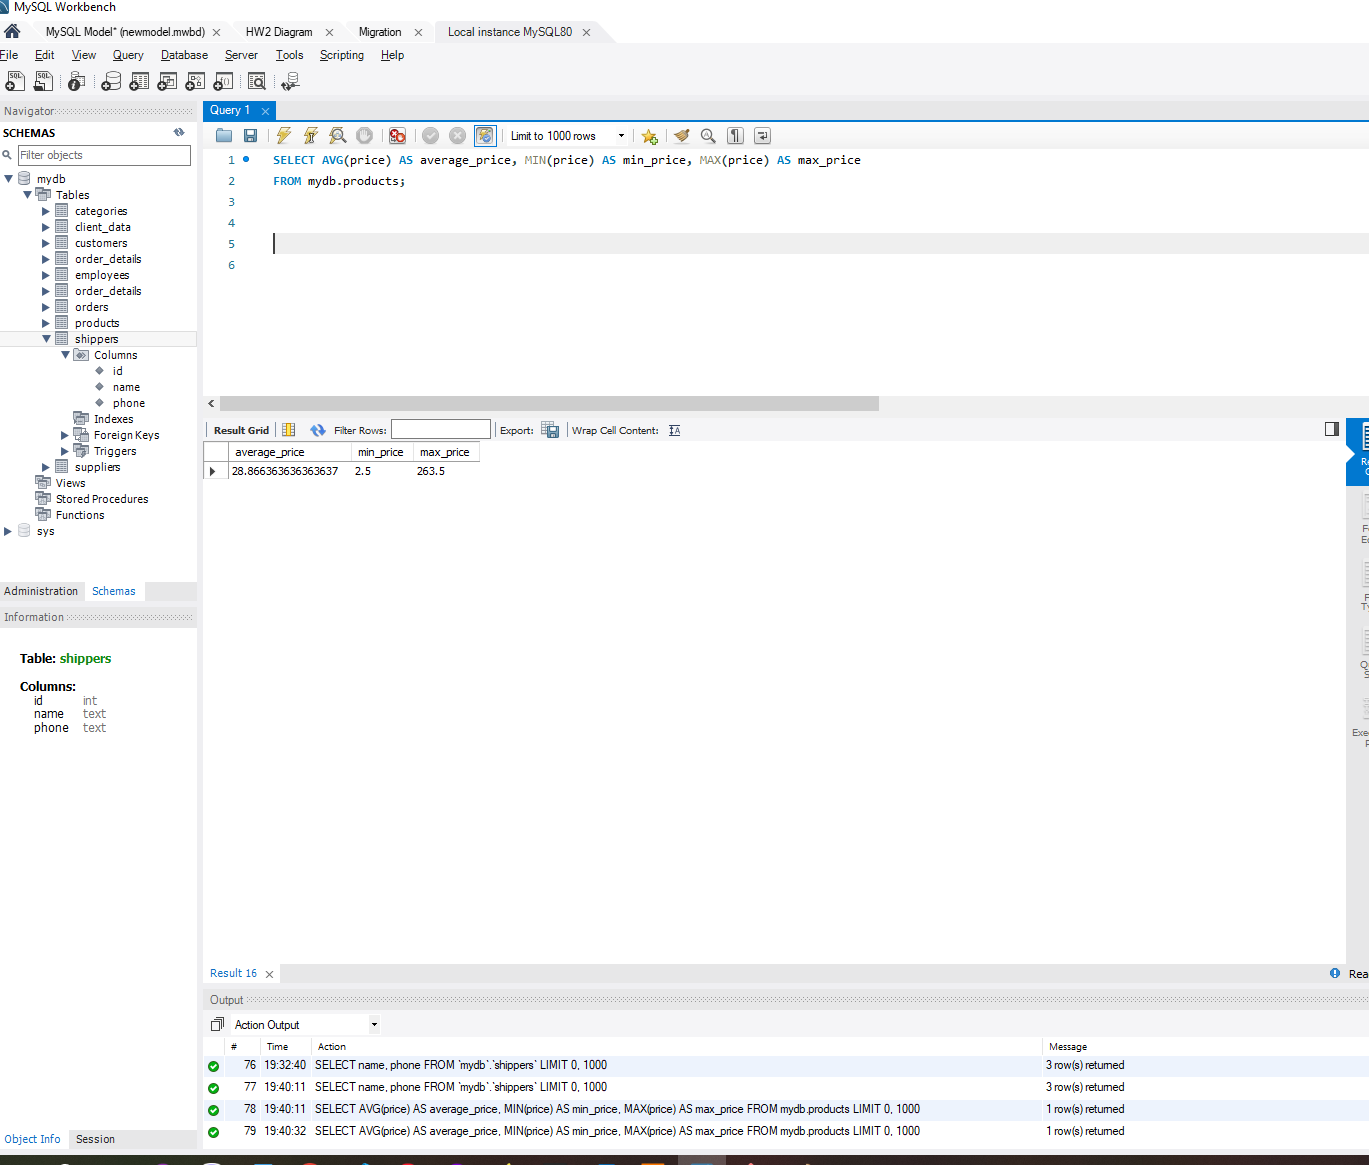 MySQL Workbench
MySQL Model* (newmodel.mwbd) HW2 Diagram Migration Local instance MySQL80
File Edit View Query Database Server Tools Scripting Help
Navigator
SCHEMAS
Filter objects
mydb
Tables
categories
client_data
customers
order_details
employees
order_details
orders
products
shippers
Columns
id
name
phone
Indexes
Foreign Keys
Triggers
suppliers
Views
Stored Procedures
Functions
sys
Administration Schemas
Information
Table: shippers
Columns:
id int
name text
phone text
Object Info Session
Query 1
Limit to 1000 rows
1 SELECT AVG(price) AS average_price, MIN(price) AS min_price, MAX(price) AS max_price
2 FROM mydb.products;
3
4
5
6
Result Grid Filter Rows: Export: Wrap Cell Content:
average_price min_price max_price
28.866363636363637 2.5 263.5
Result 16
Rea
Output
Action Output
# Time Action Message
76 19:32:40 SELECT name, phone FROM `mydb`.`shippers` LIMIT 0, 1000 3 row(s) returned
77 19:40:11 SELECT name, phone FROM `mydb`.`shippers` LIMIT 0, 1000 3 row(s) returned
78 19:40:11 SELECT AVG(price) AS average_price, MIN(price) AS min_price, MAX(price) AS max_price FROM mydb.products LIMIT 0, 1000 1 row(s) returned
79 19:40:32 SELECT AVG(price) AS average_price, MIN(price) AS min_price, MAX(price) AS max_price FROM mydb.products LIMIT 0, 1000 1 row(s) returned